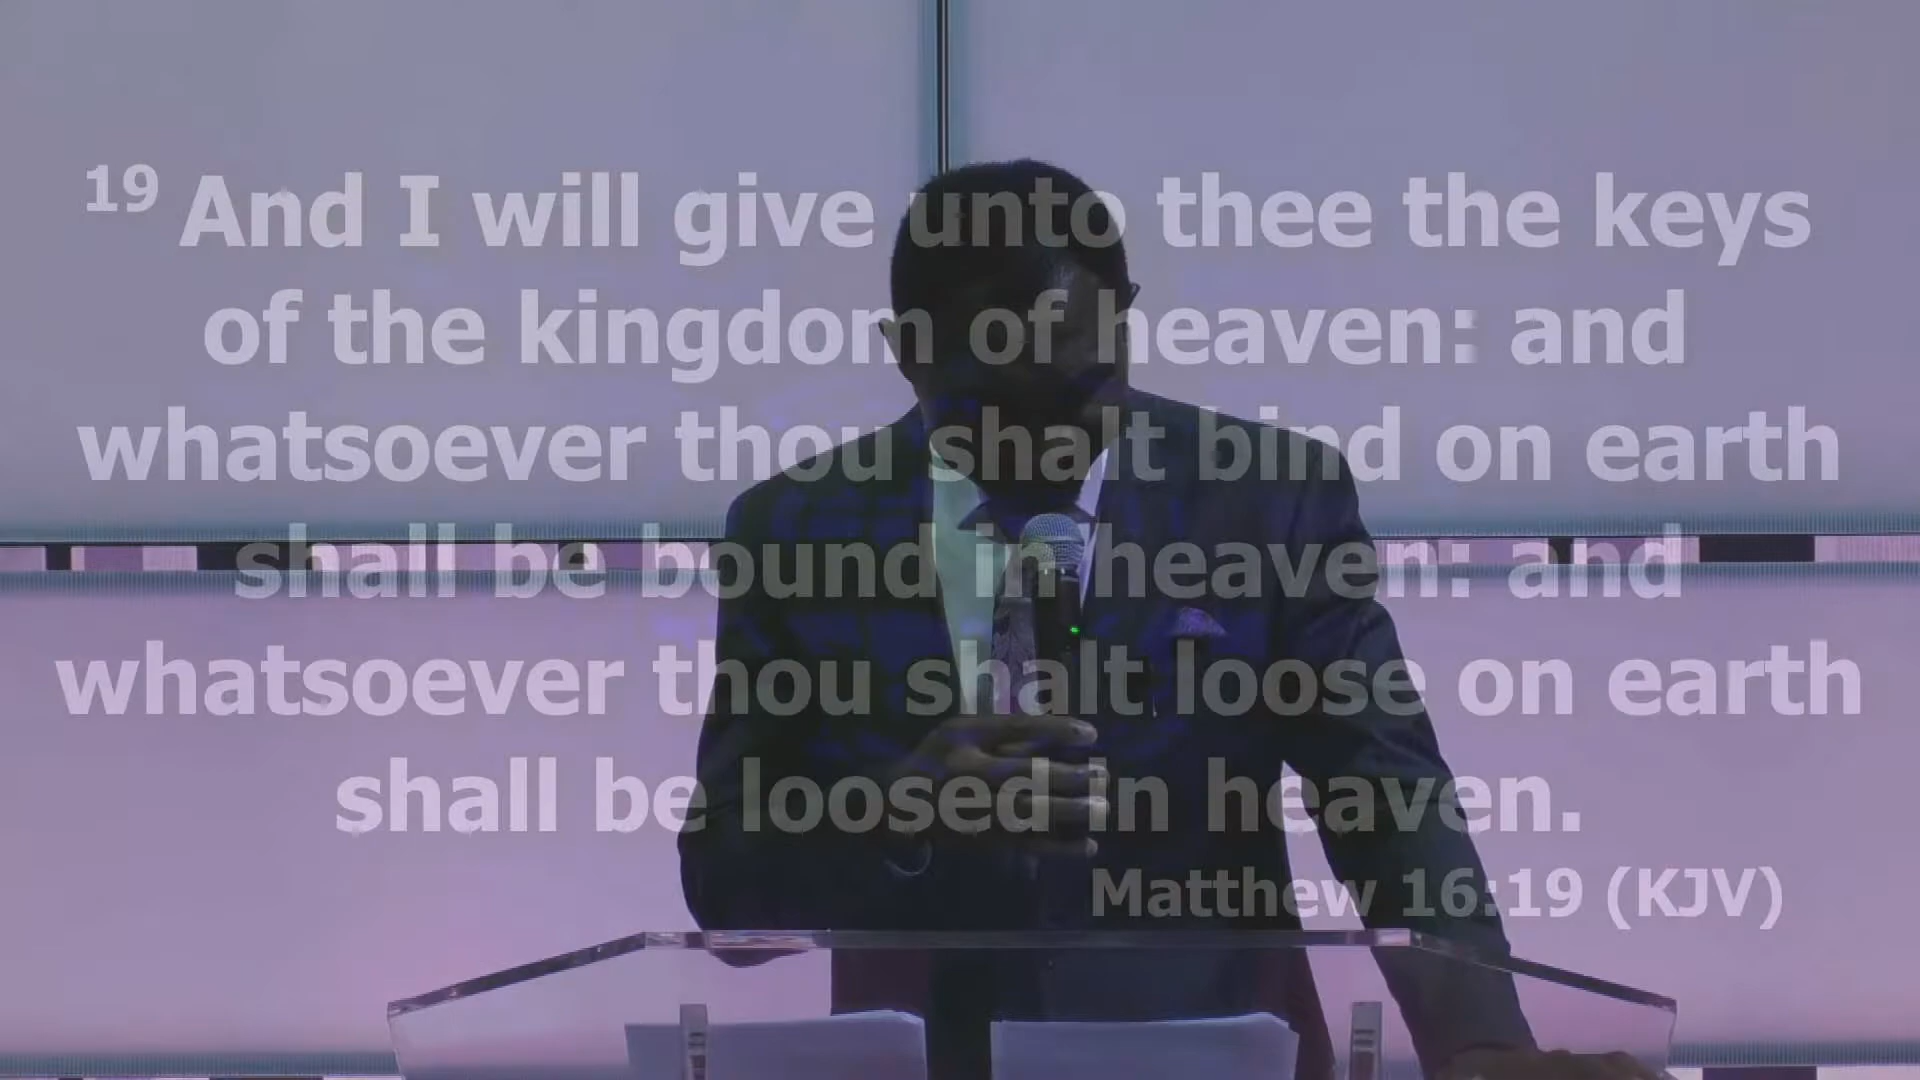 19 And I will give unto thee the keys
of the kingdom of heaven: and
whatsoever thou shalt bind on earth
shall be bound in heaven: and
whatsoever thou shalt loose on earth
shall be loosed in heaven.
Matthew 16:19 (KJV)